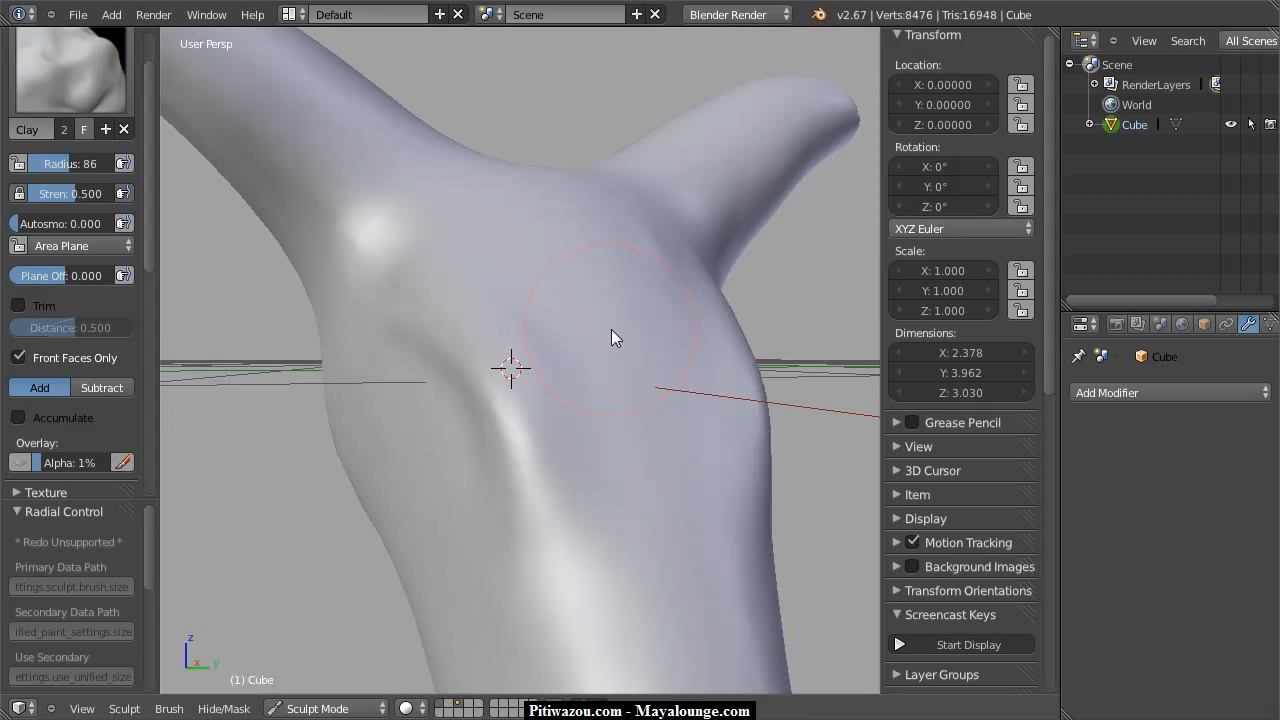 File Add Render Window Help Default Scene Blender Render v2.67 | Verts:8476 | Tris:16948 | Cube
User Persp
Clay 2 F
Radius: 86
Stren: 0.500
Autosmo: 0.000
Area Plane
Plane Off: 0.000
Trim
Distance: 0.500
Front Faces Only
Add Subtract
Accumulate
Overlay:
Alpha: 1%
Texture
Radial Control
* Redo Unsupported *
Primary Data Path
ttings.sculpt.brush.size
Secondary Data Path
ified_paint_settings.size
Use Secondary
ettings.use_unified_size
z
x y
(1) Cube
Transform
Location:
X: 0.00000
Y: 0.00000
Z: 0.00000
Rotation:
X: 0°
Y: 0°
Z: 0°
XYZ Euler
Scale:
X: 1.000
Y: 1.000
Z: 1.000
Dimensions:
X: 2.378
Y: 3.962
Z: 3.030
Grease Pencil
View
3D Cursor
Item
Display
Motion Tracking
Background Images
Transform Orientations
Screencast Keys
Start Display
Layer Groups
View Search All Scenes
Scene
RenderLayers
World
Cube
Cube
Add Modifier
View Sculpt Brush Hide/Mask Sculpt Mode
Pitiwazou.com - Mayalounge.com